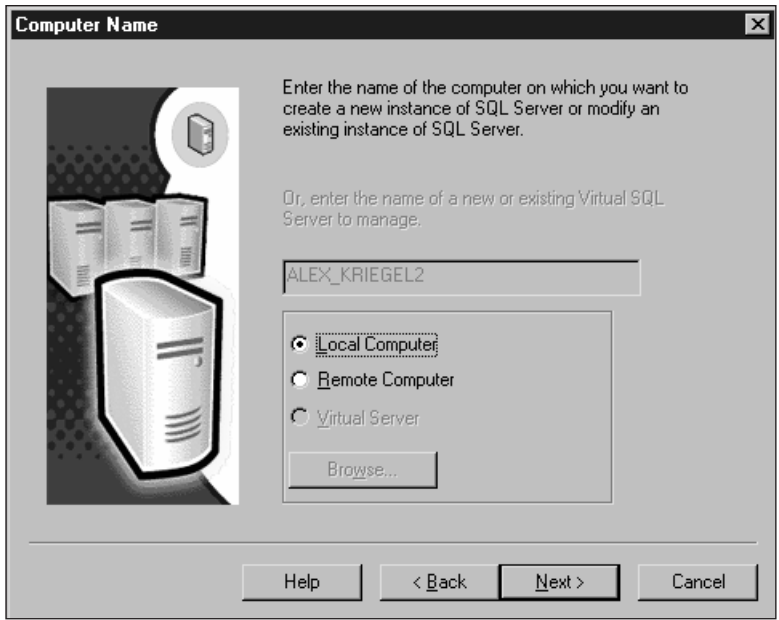 Computer Name
Enter the name of the computer on which you want to
create a new instance of SQL Server or modify an
existing instance of SQL Server.
Or, enter the name of a new or existing Virtual SQL
Server to manage.
ALEX_KRIEGEL2
Local Computer
Remote Computer
Virtual Server
Browse...
Help
< Back
Next >
Cancel